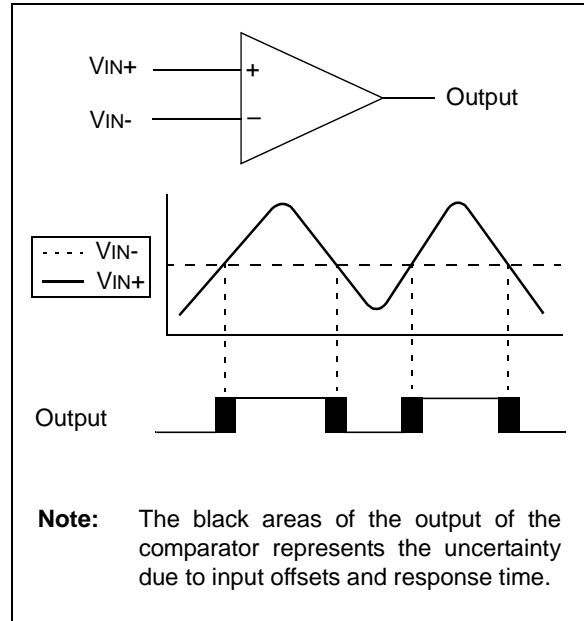 VIN+
+
Output
VIN-
–
VIN-
VIN+
Output
Note: The black areas of the output of the
comparator represents the uncertainty
due to input offsets and response time.